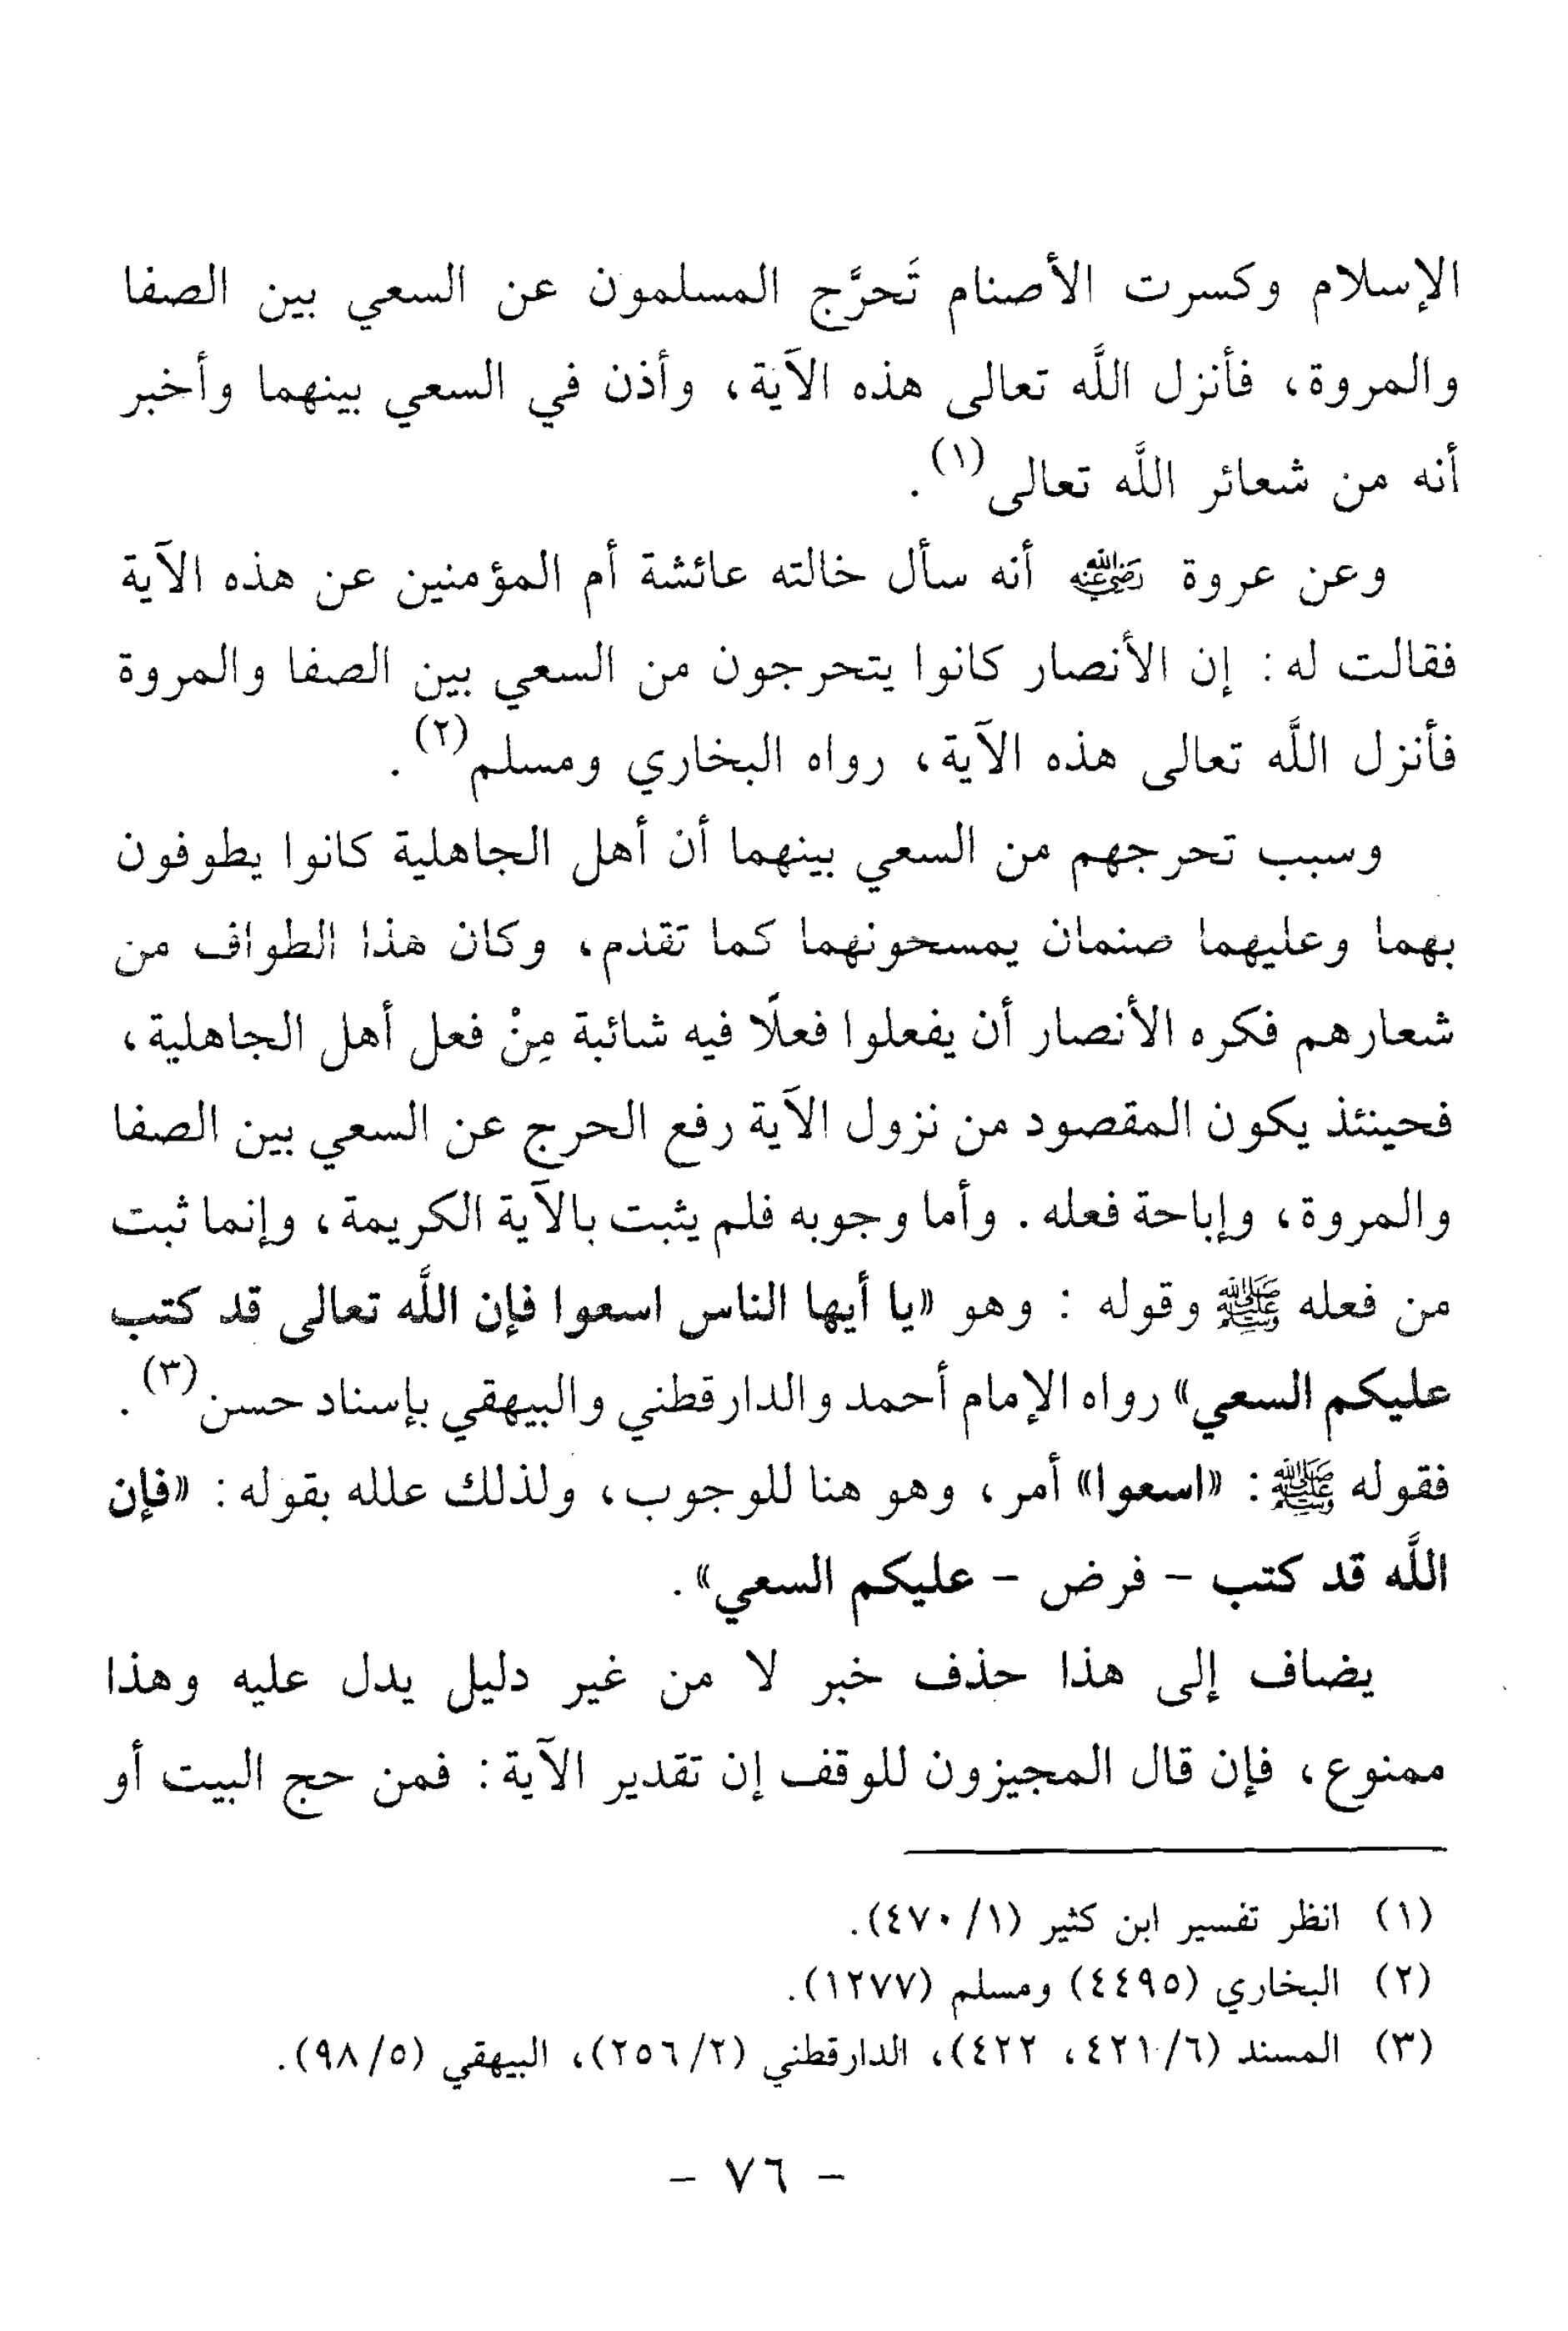 الإسلام وكسرت الأصنام تَحرَّج المسلمون عن السعي بين الصفا
والمروة، فأنزل اللَّه تعالى هذه الآية، وأذن في السعي بينهما وأخبر
أنه من شعائر اللَّه تعالى(١).
وعن عروة رضي الله عنه أنه سأل خالته عائشة أم المؤمنين عن هذه الآية
فقالت له: إن الأنصار كانوا يتحرجون من السعي بين الصفا والمروة
فأنزل اللَّه تعالى هذه الآية، رواه البخاري ومسلم(٢).
وسبب تحرجهم من السعي بينهما أن أهل الجاهلية كانوا يطوفون
بهما وعليهما صنمان يمسحونهما كما تقدم، وكان هذا الطواف من
شعارهم فكره الأنصار أن يفعلوا فعلًا فيه شائبة مِنْ فعل أهل الجاهلية،
فحينئذ يكون المقصود من نزول الآية رفع الحرج عن السعي بين الصفا
والمروة، وإباحة فعله. وأما وجوبه فلم يثبت بالآية الكريمة، وإنما ثبت
من فعله ﷺ وقوله : وهو «يا أيها الناس اسعوا فإن اللَّه تعالى قد كتب
عليكم السعي» رواه الإمام أحمد والدارقطني والبيهقي بإسناد حسن(٣).
فقوله ﷺ: «اسعوا» أمر، وهو هنا للوجوب، ولذلك علله بقوله: «فإن
اللَّه قد كتب - فرض - عليكم السعي».
يضاف إلى هذا حذف خبر لا من غير دليل يدل عليه وهذا
ممنوع، فإن قال المجيزون للوقف إن تقدير الآية: فمن حج البيت أو
(١) انظر تفسير ابن كثير (١/ ٤٧٠).
(٢) البخاري (٤٤٩٥) ومسلم (١٢٧٧).
(٣) المسند (٦/ ٤٢١، ٤٢٢)، الدارقطني (٢/ ٢٥٦)، البيهقي (٥/ ٩٨).
- ٧٦ -